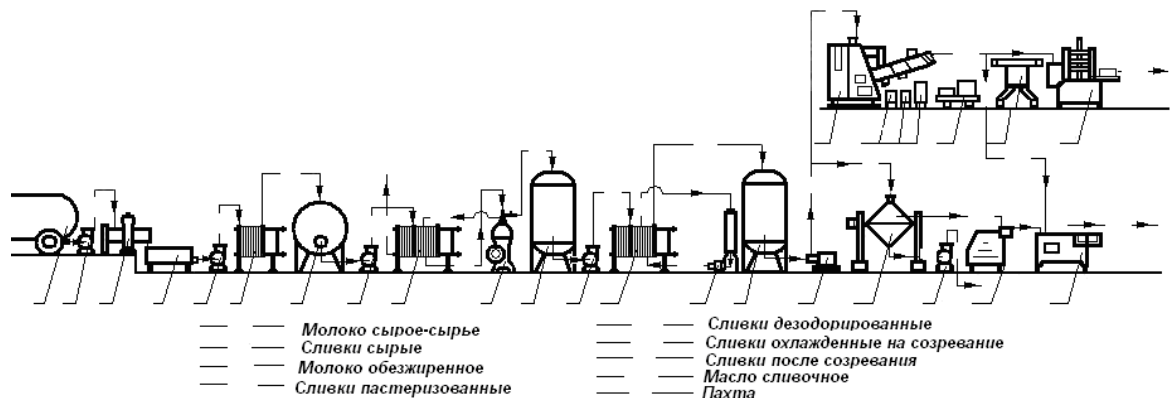 Молоко сырое-сырье
Сливки сырые
Молоко обезжиренное
Сливки пастеризованные
Сливки дезодорированные
Сливки охлажденные на созревание
Сливки после созревания
Масло сливочное
Пахта